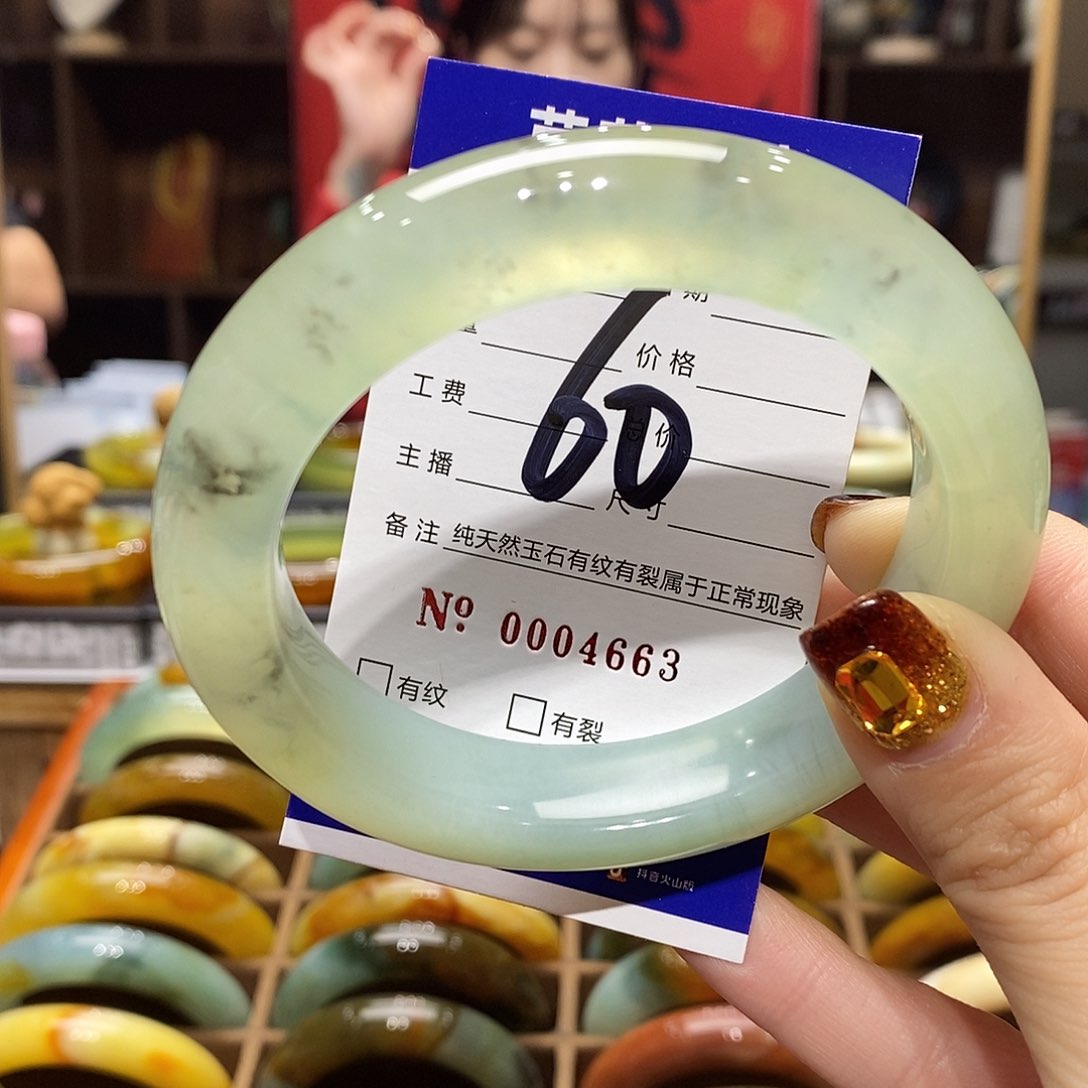 期
价格
工费
60
总价
主播
尺寸
备注 纯天然玉石有纹有裂属于正常现象
Nº 0004663
有纹
有裂
抖音火山版